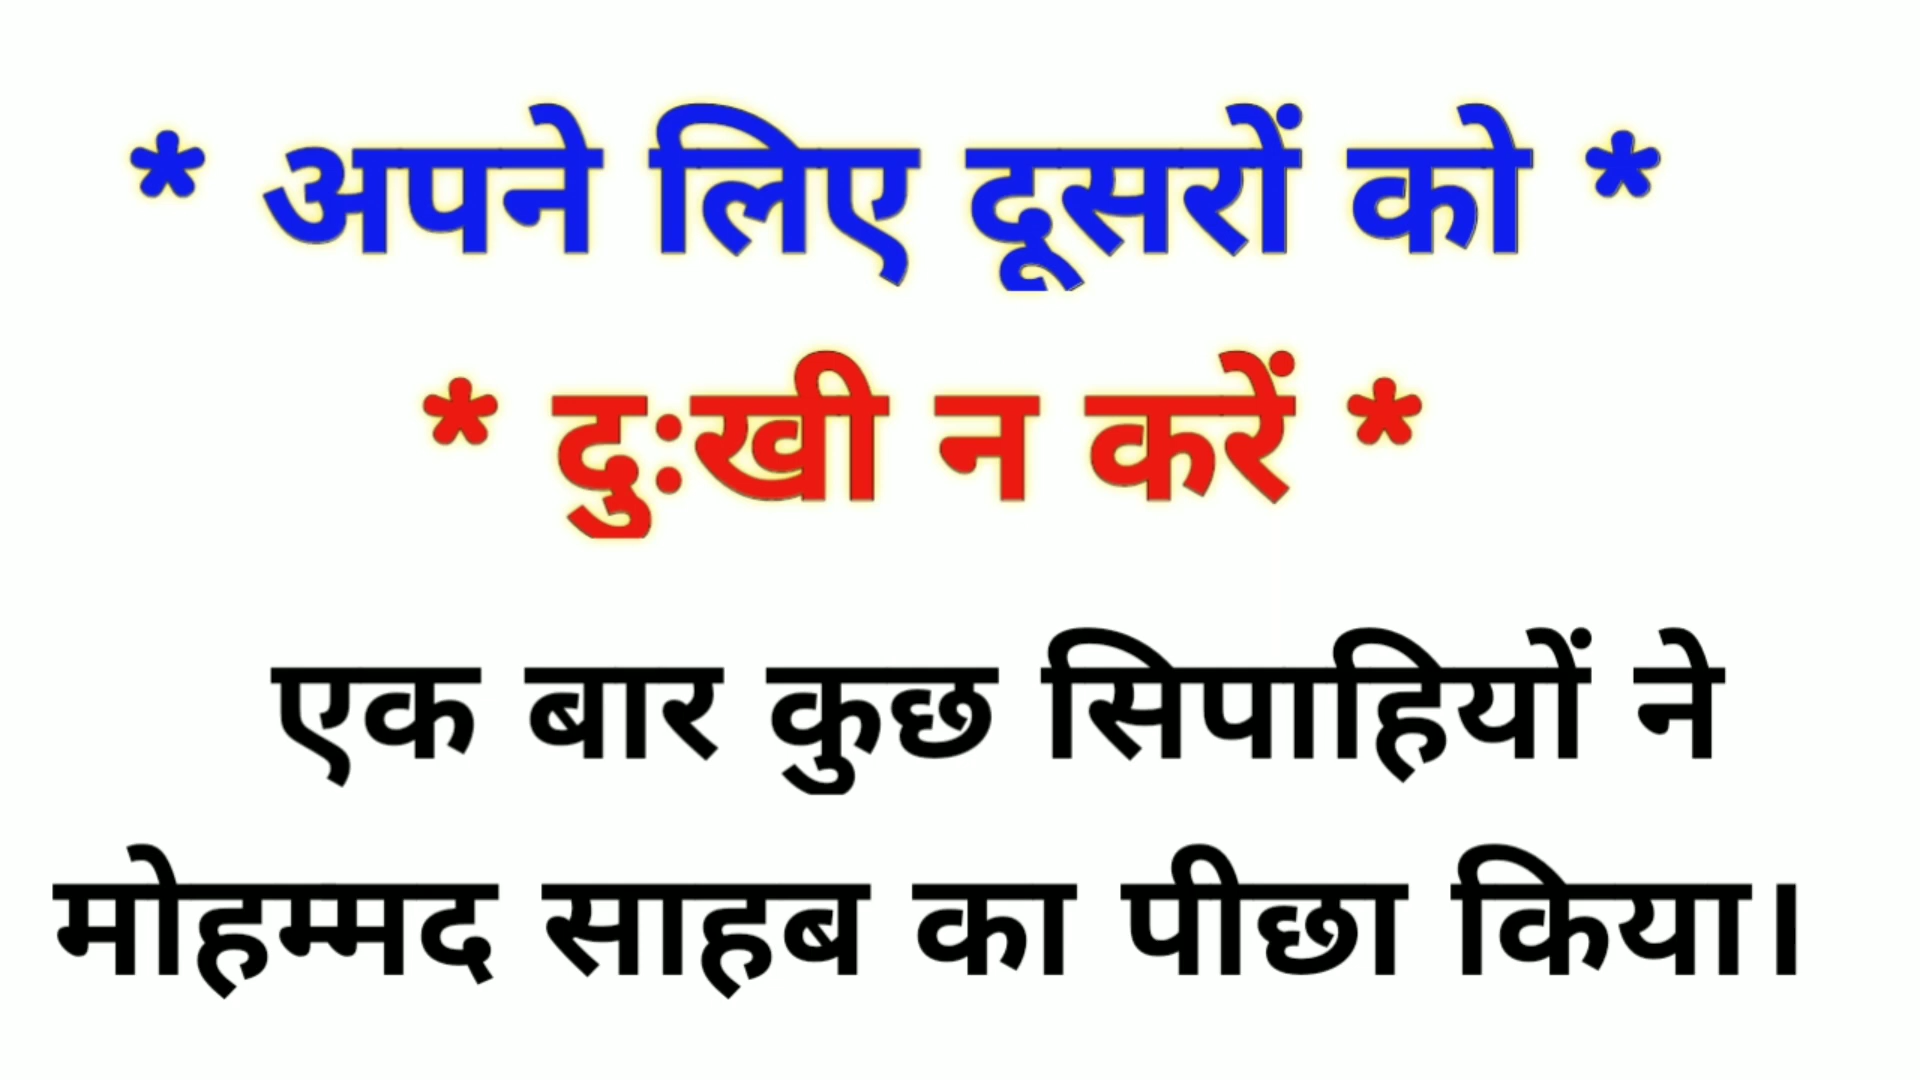 * अपने लिए दूसरों को *
* दु:खी न करें *
एक बार कुछ सिपाहियों ने
मोहम्मद साहब का पीछा किया।